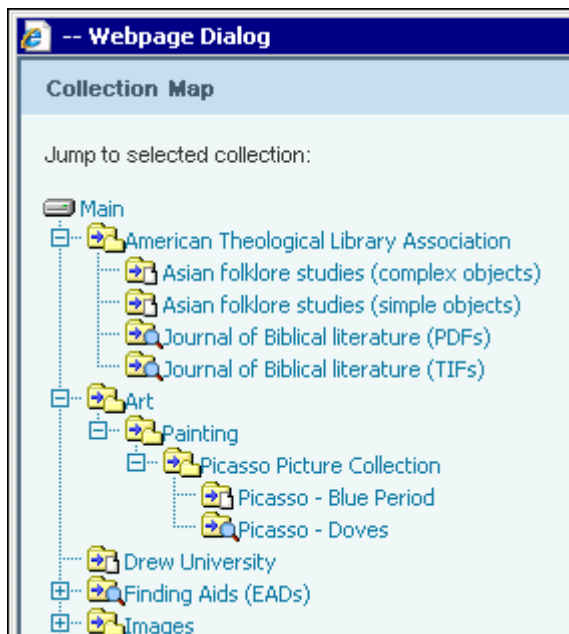 -- Webpage Dialog
Collection Map
Jump to selected collection:
Main
American Theological Library Association
Asian folklore studies (complex objects)
Asian folklore studies (simple objects)
Journal of Biblical literature (PDFs)
Journal of Biblical literature (TIFs)
Art
Painting
Picasso Picture Collection
Picasso - Blue Period
Picasso - Doves
Drew University
Finding Aids (EADs)
Images